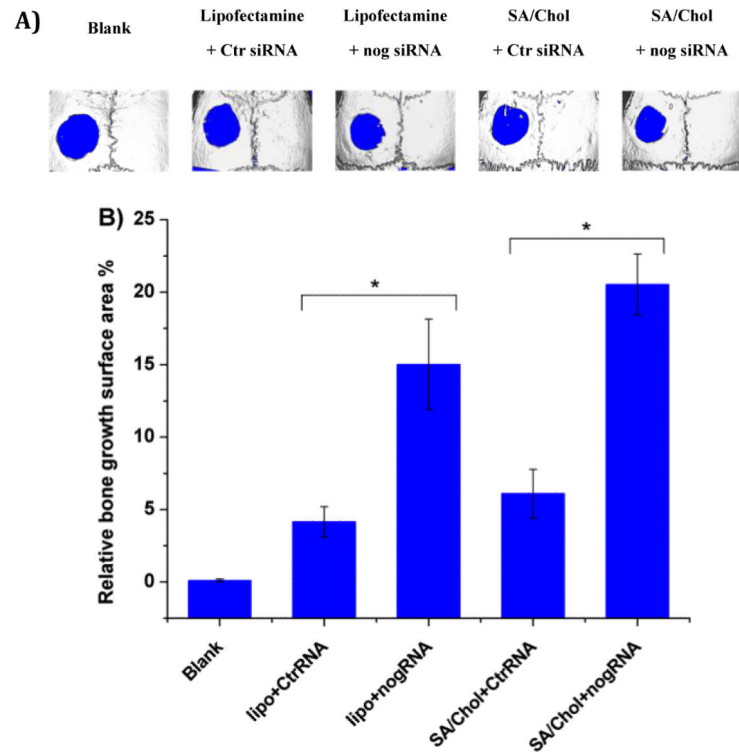 A)
Blank
Lipofectamine
+ Ctr siRNA
Lipofectamine
+ nog siRNA
SA/Chol
+ Ctr siRNA
SA/Chol
+ nog siRNA
B)
Relative bone growth surface area %
25
20
15
10
5
0
*
*
Blank
lipo+CtrRNA
lipo+nogRNA
SA/Chol+CtrRNA
SA/Chol+nogRNA